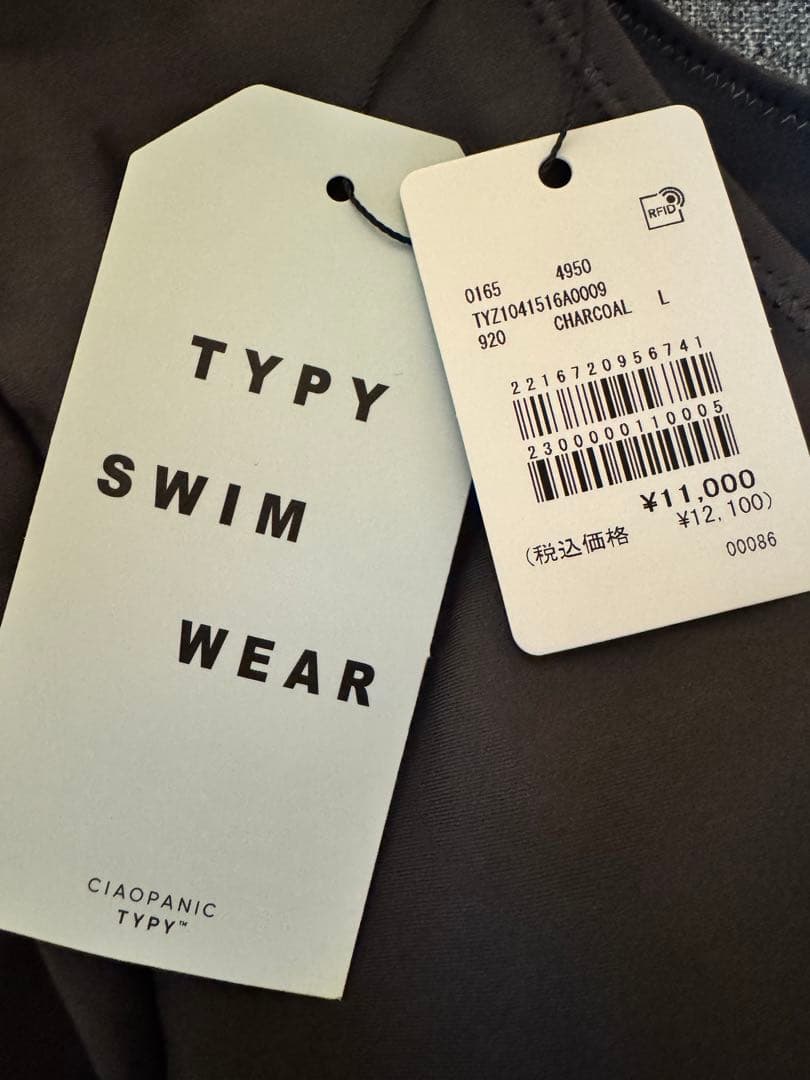 TYPY
SWIM
WEAR
CIAOPANIC
TYPY™
RFID
0165 4950
TYZ1041516A0009
920 CHARCOAL L
2216720956741
2300000110005
¥11,000
(税込価格 ¥12,100)
00086